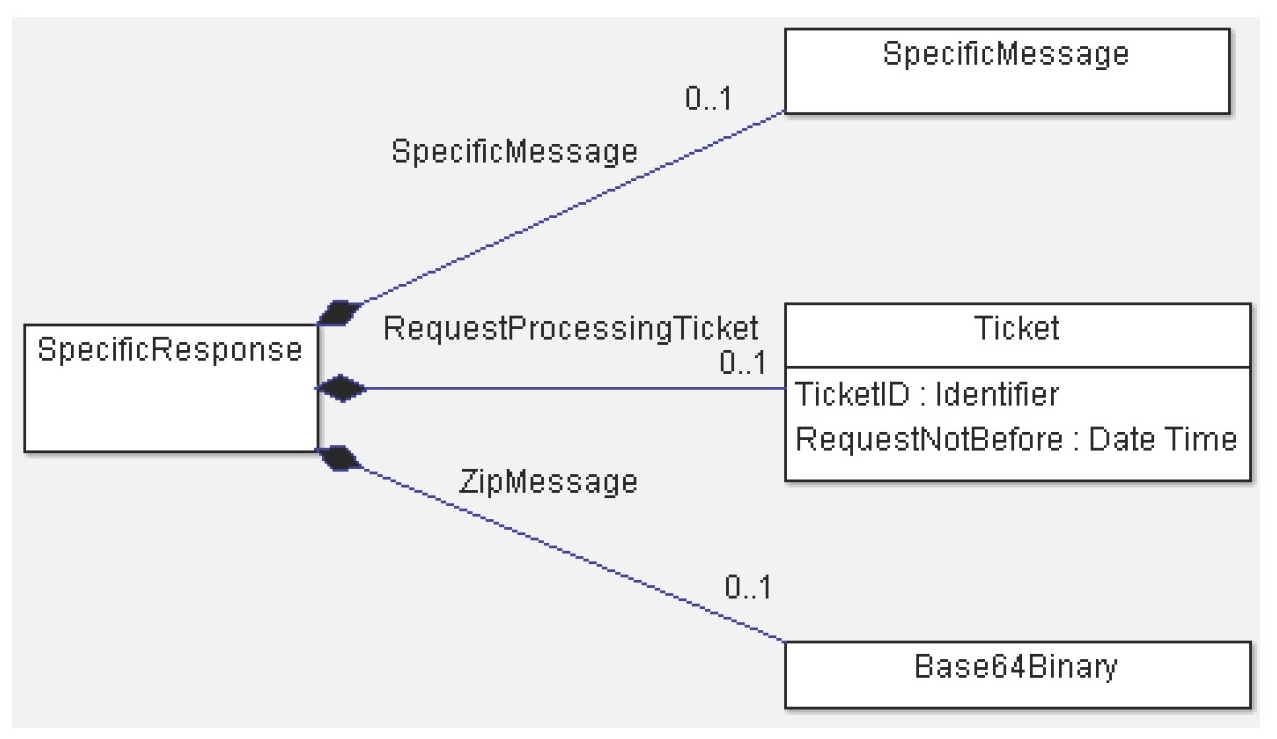 SpecificMessage
0..1
SpecificMessage
RequestProcessingTicket
0..1
SpecificResponse
Ticket
TicketID : Identifier
RequestNotBefore : Date Time
ZipMessage
0..1
Base64Binary